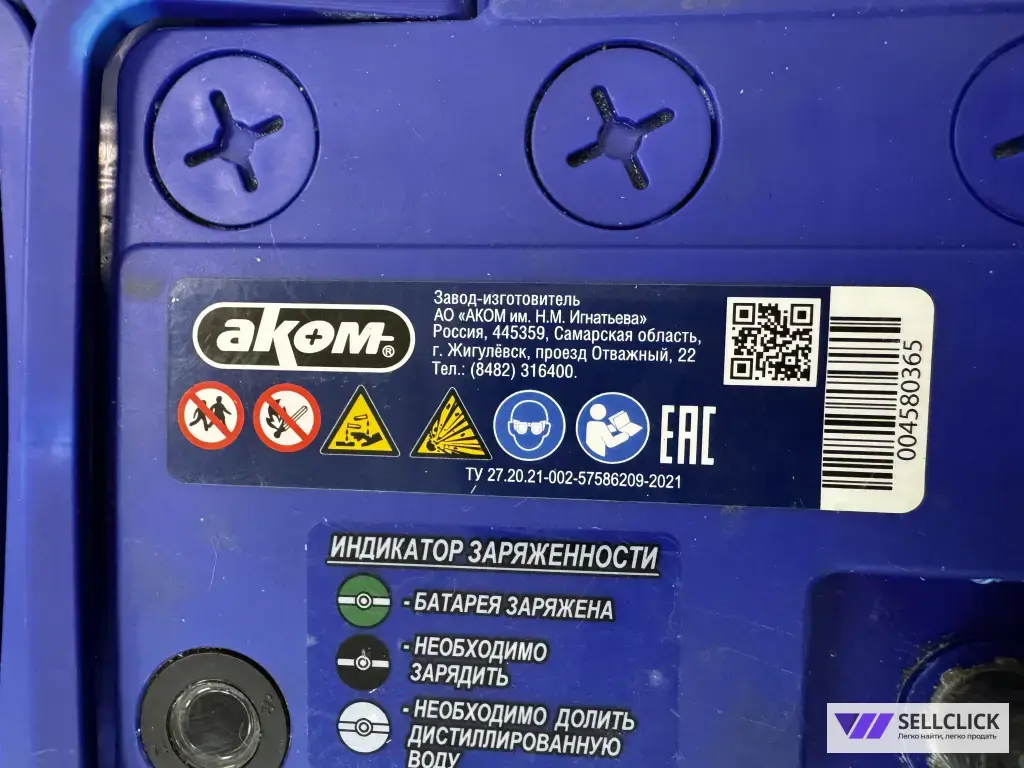 Завод-изготовитель
АО «АКОМ им. Н.М. Игнатьева»
Россия, 445359, Самарская область,
г. Жигулёвск, проезд Отважный, 22
Тел.: (8482) 316400.
аком®
EAC
ТУ 27.20.21-002-57586209-2021
004580365
ИНДИКАТОР ЗАРЯЖЕННОСТИ
- БАТАРЕЯ ЗАРЯЖЕНА
- НЕОБХОДИМО
ЗАРЯДИТЬ
- НЕОБХОДИМО ДОЛИТЬ
ДИСТИЛЛИРОВАННУЮ
ВОДУ
SELLCLICK
Легко найти, легко продать